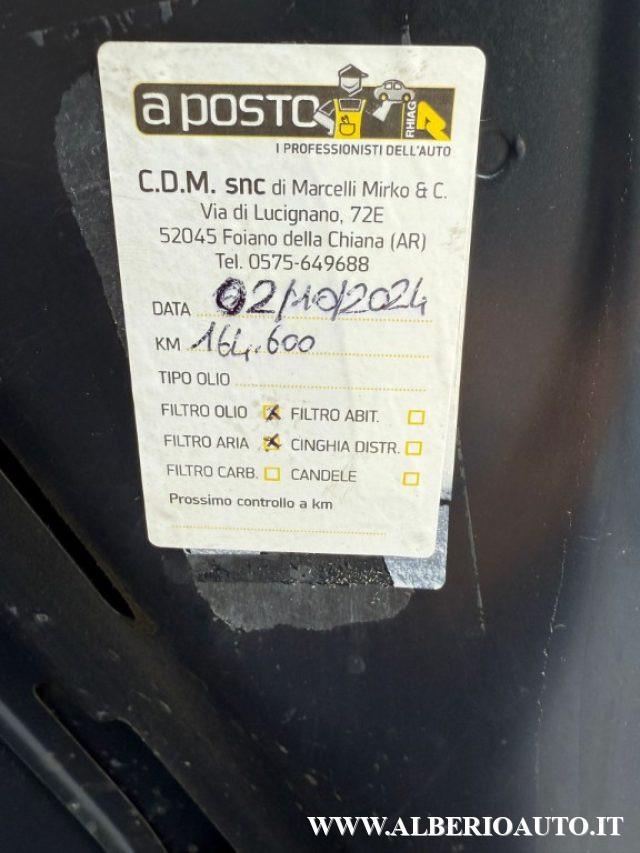 a POSTO
RHIAG
I PROFESSIONISTI DELL'AUTO
C.D.M. snc di Marcelli Mirko & C.
Via di Lucignano, 72E
52045 Foiano della Chiana (AR)
Tel. 0575-649688
DATA 02/10/2024
KM 164.600
TIPO OLIO
FILTRO OLIO FILTRO ABIT.
FILTRO ARIA CINGHIA DISTR.
FILTRO CARB. CANDELE
Prossimo controllo a km
WWW.ALBERIOAUTO.IT